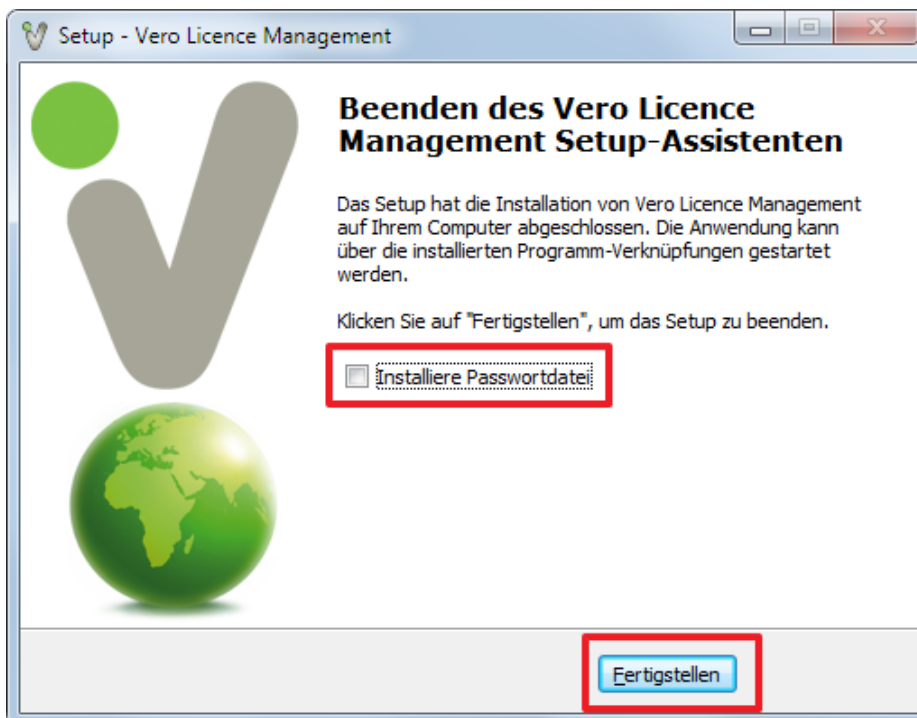 Setup - Vero Licence Management
Beenden des Vero Licence
Management Setup-Assistenten
Das Setup hat die Installation von Vero Licence Management
auf Ihrem Computer abgeschlossen. Die Anwendung kann
über die installierten Programm-Verknüpfungen gestartet
werden.
Klicken Sie auf "Fertigstellen", um das Setup zu beenden.
Installiere Passwortdatei
Fertigstellen